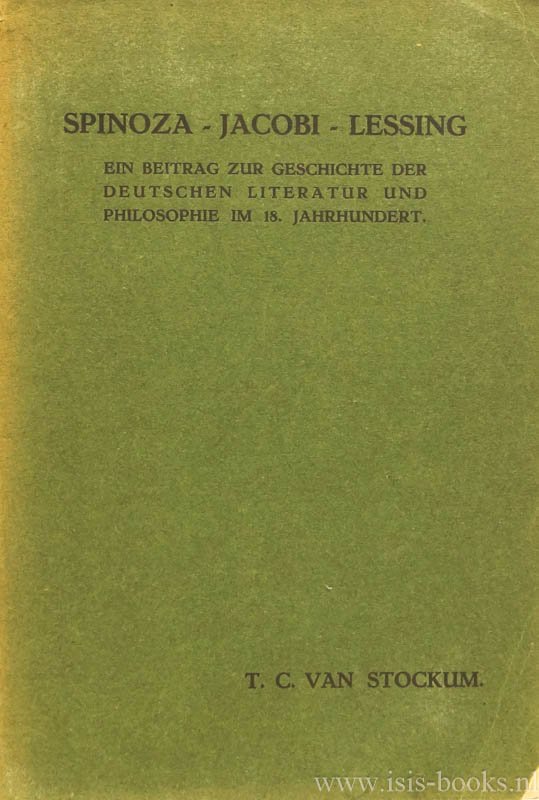 SPINOZA - JACOBI - LESSING
EIN BEITRAG ZUR GESCHICHTE DER
DEUTSCHEN LITERATUR UND
PHILOSOPHIE IM 18. JAHRHUNDERT.
T. C. VAN STOCKUM.
www.isis-books.nl